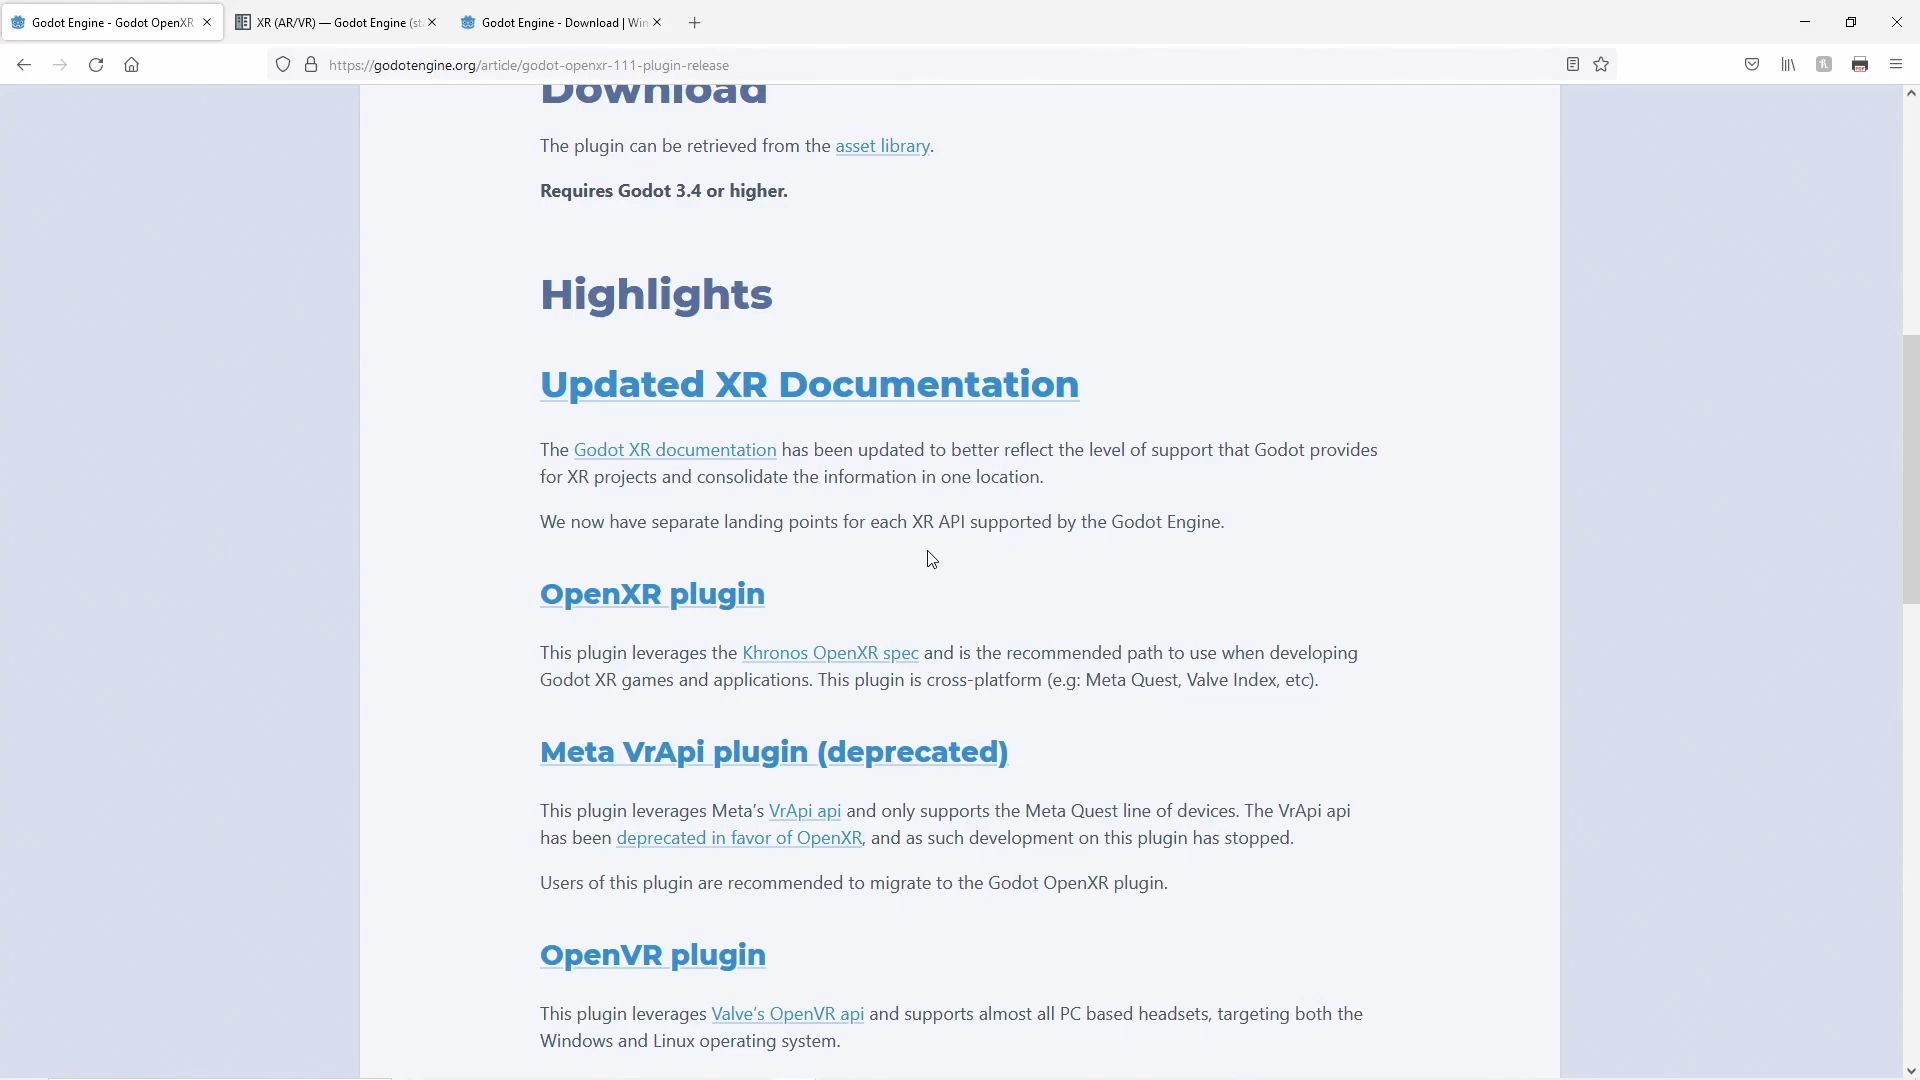 Godot Engine - Godot OpenXR
XR (AR/VR) — Godot Engine (st
Godot Engine - Download | Win
https://godotengine.org/article/godot-openxr-111-plugin-release
Download
The plugin can be retrieved from the asset library.
Requires Godot 3.4 or higher.
Highlights
Updated XR Documentation
The Godot XR documentation has been updated to better reflect the level of support that Godot provides
for XR projects and consolidate the information in one location.
We now have separate landing points for each XR API supported by the Godot Engine.
OpenXR plugin
This plugin leverages the Khronos OpenXR spec and is the recommended path to use when developing
Godot XR games and applications. This plugin is cross-platform (e.g: Meta Quest, Valve Index, etc).
Meta VrApi plugin (deprecated)
This plugin leverages Meta's VrApi api and only supports the Meta Quest line of devices. The VrApi api
has been deprecated in favor of OpenXR, and as such development on this plugin has stopped.
Users of this plugin are recommended to migrate to the Godot OpenXR plugin.
OpenVR plugin
This plugin leverages Valve's OpenVR api and supports almost all PC based headsets, targeting both the
Windows and Linux operating system.